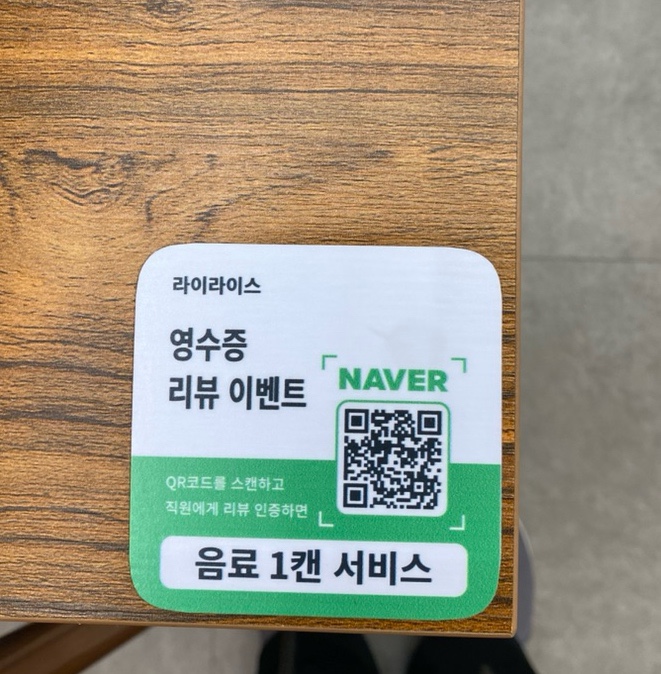 라이라이스
영수증
리뷰 이벤트
NAVER
QR코드를 스캔하고
직원에게 리뷰 인증하면
음료 1캔 서비스